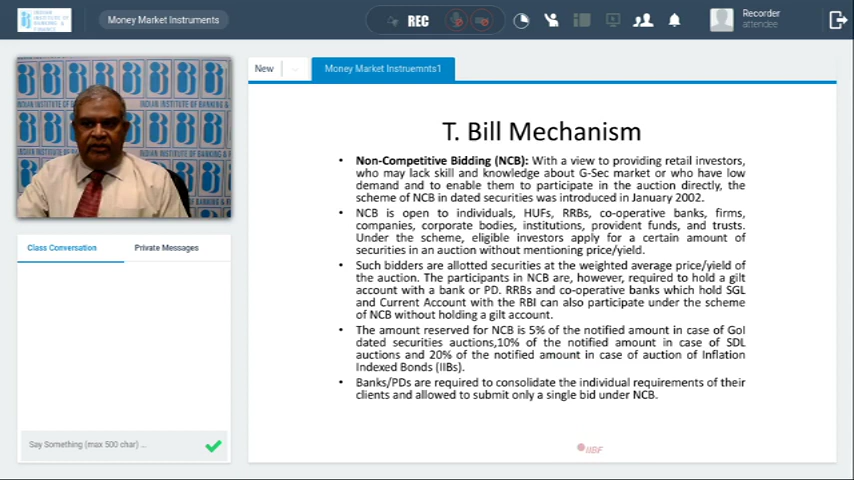 INDIAN
INSTITUTE OF
BANKING &
FINANCE
Money Market Instruments
REC
Recorder
attendee
New
Money Market Instruemnts1
INDIAN INSTITUTE OF BANKING &
Class Conversation
Private Messages
Say Something (max 500 char) ...
T. Bill Mechanism
• Non-Competitive Bidding (NCB): With a view to providing retail investors,
who may lack skill and knowledge about G-Sec market or who have low
demand and to enable them to participate in the auction directly, the
scheme of NCB in dated securities was introduced in January 2002.
• NCB is open to individuals, HUFs, RRBs, co-operative banks, firms,
companies, corporate bodies, institutions, provident funds, and trusts.
Under the scheme, eligible investors apply for a certain amount of
securities in an auction without mentioning price/yield.
• Such bidders are allotted securities at the weighted average price/yield of
the auction. The participants in NCB are, however, required to hold a gilt
account with a bank or PD. RRBs and co-operative banks which hold SGL
and Current Account with the RBI can also participate under the scheme
of NCB without holding a gilt account.
• The amount reserved for NCB is 5% of the notified amount in case of GoI
dated securities auctions,10% of the notified amount in case of SDL
auctions and 20% of the notified amount in case of auction of Inflation
Indexed Bonds (IIBs).
• Banks/PDs are required to consolidate the individual requirements of their
clients and allowed to submit only a single bid under NCB.
IIBF